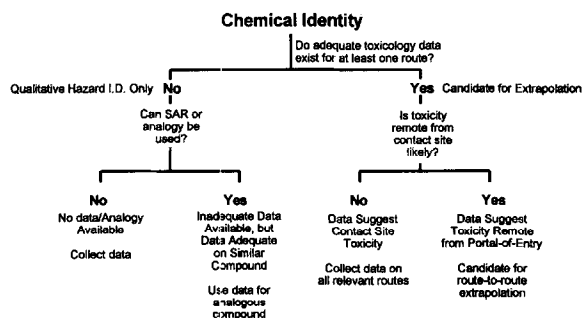 Chemical Identity
Do adequate toxicology data
exist for at least one route?
Qualitative Hazard I.D. Only No
Yes Candidate for Extrapolation
Can SAR or
analogy be
used?
Is toxicity
remote from
contact site
likely?
No
No data/Analogy
Available
Collect data
Yes
Inadequate Data
Available, but
Data Adequate
on Similar
Compound
Use data for
analogous
compound
No
Data Suggest
Contact Site
Toxicity
Collect data on
all relevant routes
Yes
Data Suggest
Toxicity Remote
from Portal-of-Entry
Candidate for
route-to-route
extrapolation